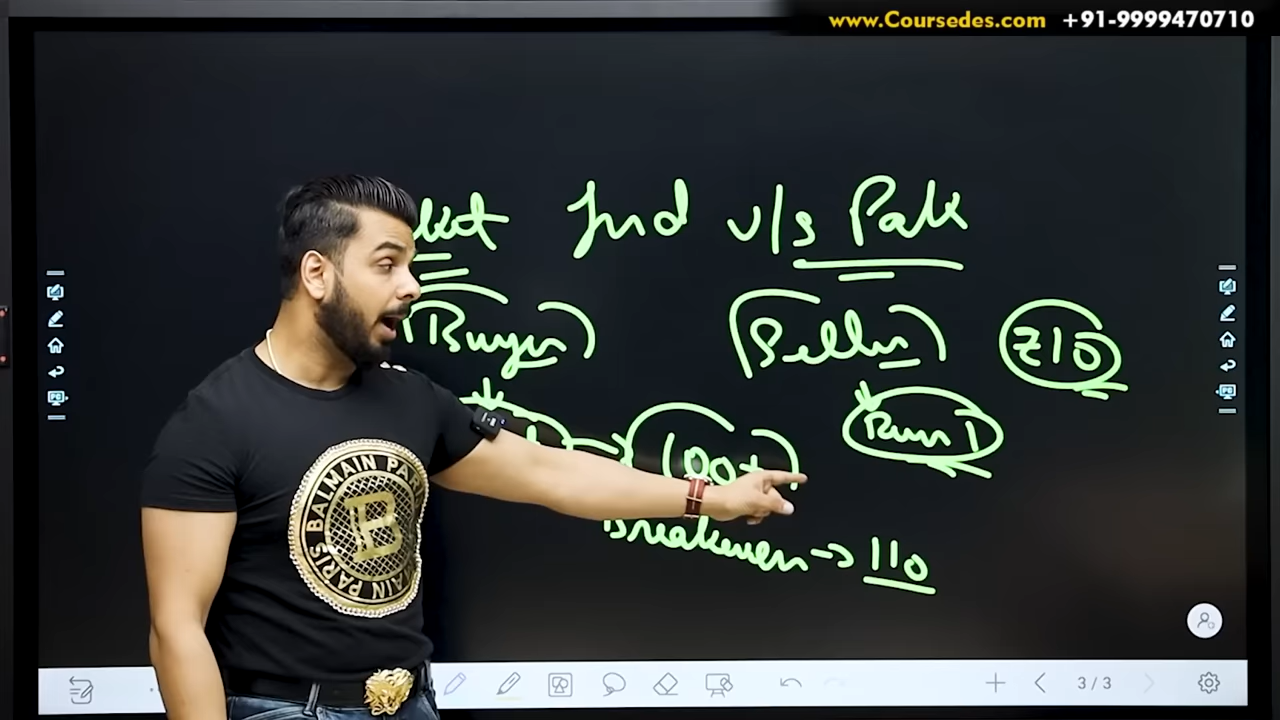 www.Coursedes.com +91-9999470710
Ind v/s Pak
(Buyer) (Seller) ₹10
Run 1
100+
Breakeven → 110
BALMAIN PARIS
B
3/3